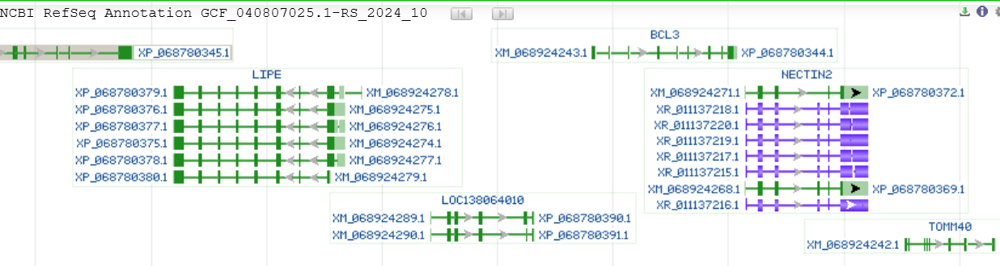 NCBI RefSeq Annotation GCF_040807025.1-RS_2024_10
BCL3
XP_068780345.1
XM_068924243.1 XP_068780344.1
LIPE
NECTIN2
XP_068780379.1 XM_068924278.1
XM_068924271.1 XP_068780372.1
XP_068780376.1 XM_068924275.1
XR_011137218.1
XP_068780377.1 XM_068924276.1
XR_011137220.1
XP_068780375.1 XM_068924274.1
XR_011137219.1
XP_068780378.1 XM_068924277.1
XR_011137217.1
XP_068780380.1 XM_068924279.1
XR_011137215.1
XM_068924268.1 XP_068780369.1
XR_011137216.1
LOC138064010
XM_068924289.1 XP_068780390.1
XM_068924290.1 XP_068780391.1
TOMM40
XM_068924242.1